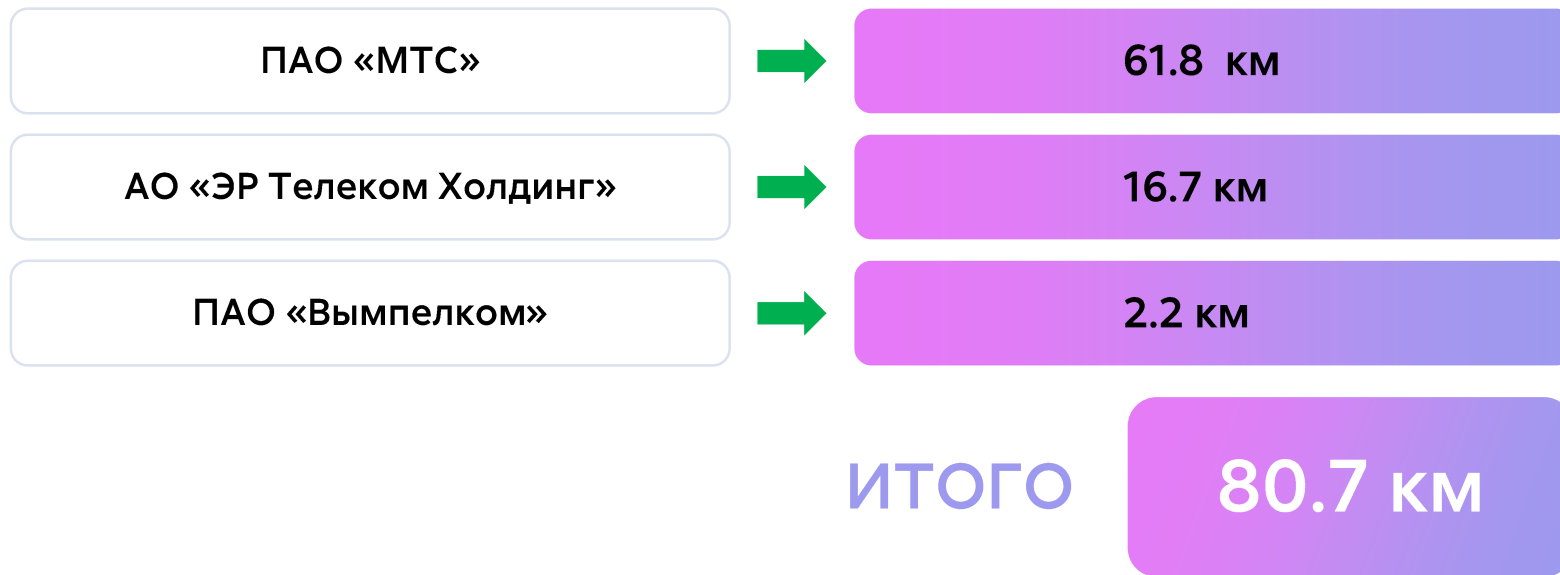 ПАО «МТС» 61.8 км
АО «ЭР Телеком Холдинг» 16.7 км
ПАО «Вымпелком» 2.2 км
ИТОГО 80.7 км